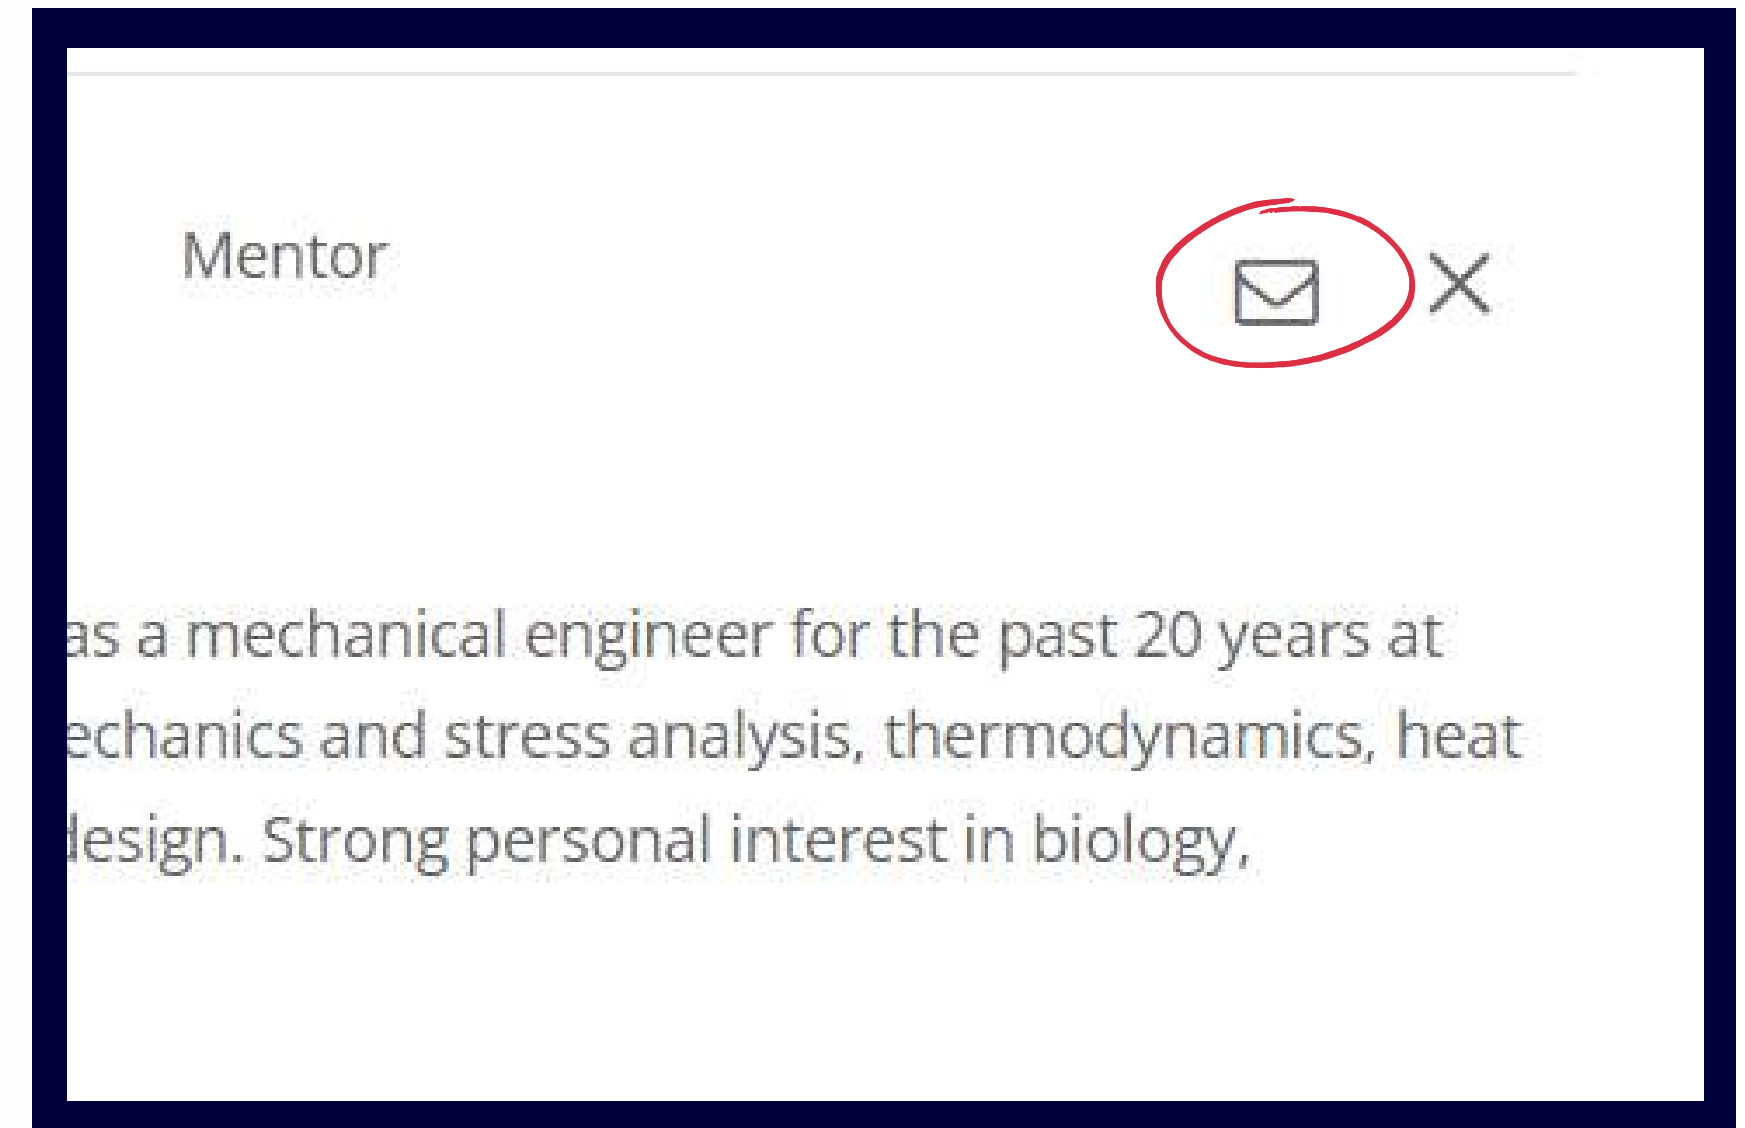 Mentor
as a mechanical engineer for the past 20 years at
echanics and stress analysis, thermodynamics, heat
design. Strong personal interest in biology,